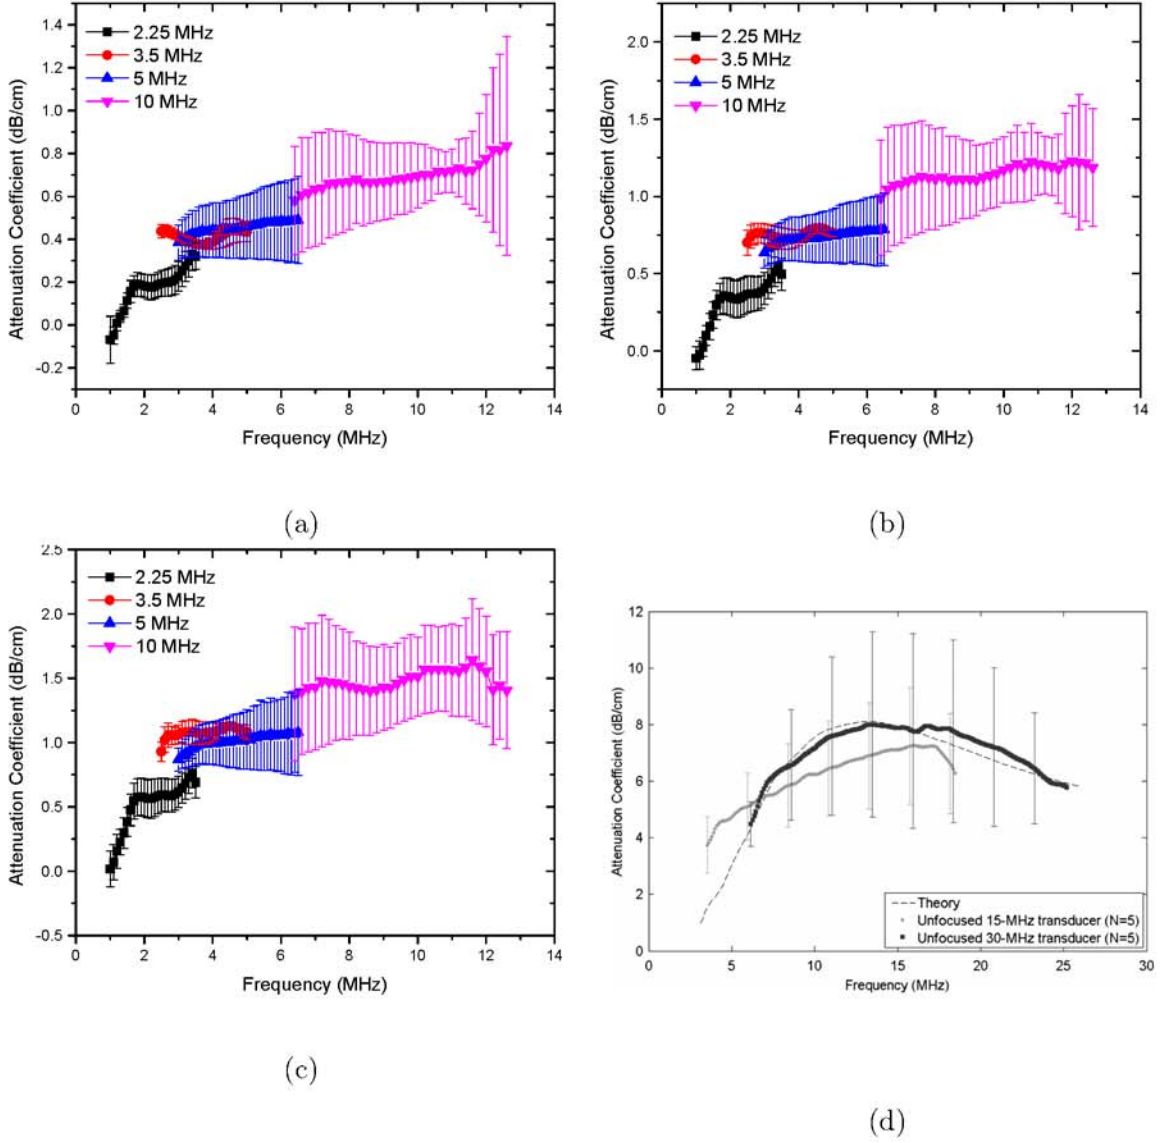 1.4
1.2
1.0
0.8
0.6
0.4
0.2
0.0
-0.2
Attenuation Coefficient (dB/cm)
2.25 MHz
3.5 MHz
5 MHz
10 MHz
0 2 4 6 8 10 12 14
Frequency (MHz)
(a)
2.0
1.5
1.0
0.5
0.0
Attenuation Coefficient (dB/cm)
2.25 MHz
3.5 MHz
5 MHz
10 MHz
0 2 4 6 8 10 12 14
Frequency (MHz)
(b)
2.5
2.0
1.5
1.0
0.5
0.0
-0.5
Attenuation Coefficient (dB/cm)
2.25 MHz
3.5 MHz
5 MHz
10 MHz
0 2 4 6 8 10 12 14
Frequency (MHz)
(c)
12
10
8
6
4
2
0
Attenuation Coefficient (dB/cm)
Theory
Unfocused 15-MHz transducer (N=5)
Unfocused 30-MHz transducer (N=5)
0 5 10 15 20 25 30
Frequency (MHz)
(d)